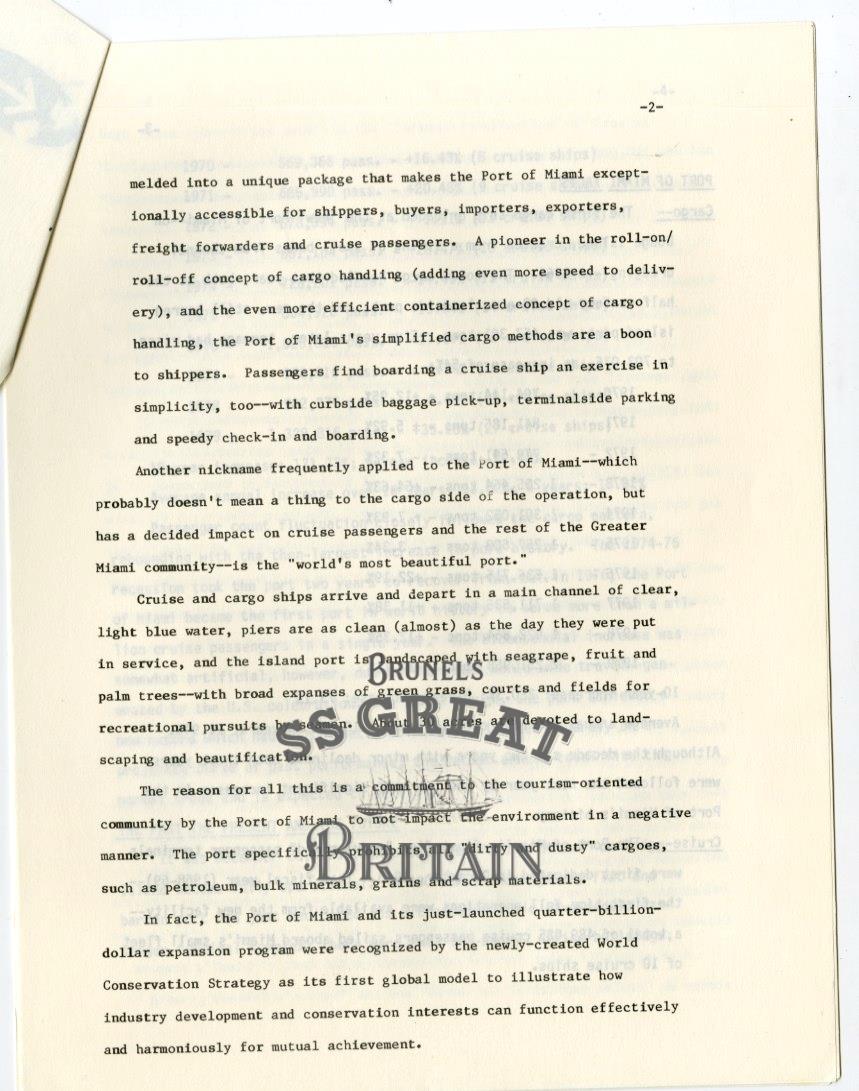 -2-
melded into a unique package that makes the Port of Miami except-
ionally accessible for shippers, buyers, importers, exporters,
freight forwarders and cruise passengers.  A pioneer in the roll-on/
roll-off concept of cargo handling (adding even more speed to deliv-
ery), and the even more efficient containerized concept of cargo
handling, the Port of Miami's simplified cargo methods are a boon
to shippers.  Passengers find boarding a cruise ship an exercise in
simplicity, too--with curbside baggage pick-up, terminalside parking
and speedy check-in and boarding.
Another nickname frequently applied to the Port of Miami--which
probably doesn't mean a thing to the cargo side of the operation, but
has a decided impact on cruise passengers and the rest of the Greater
Miami community--is the "world's most beautiful port."
Cruise and cargo ships arrive and depart in a main channel of clear,
light blue water, piers are as clean (almost) as the day they were put
in service, and the island port is landscaped with seagrape, fruit and
palm trees--with broad expanses of green grass, courts and fields for
recreational pursuits by seamen.  About 30 acres are devoted to land-
scaping and beautification.
The reason for all this is a commitment to the tourism-oriented
community by the Port of Miami to not impact the environment in a negative
manner.  The port specifically prohibits all "dirty and dusty" cargoes,
such as petroleum, bulk minerals, grains and scrap materials.
In fact, the Port of Miami and its just-launched quarter-billion-
dollar expansion program were recognized by the newly-created World
Conservation Strategy as its first global model to illustrate how
industry development and conservation interests can function effectively
and harmoniously for mutual achievement.
BRUNEL'S
SS GREAT
BRITAIN